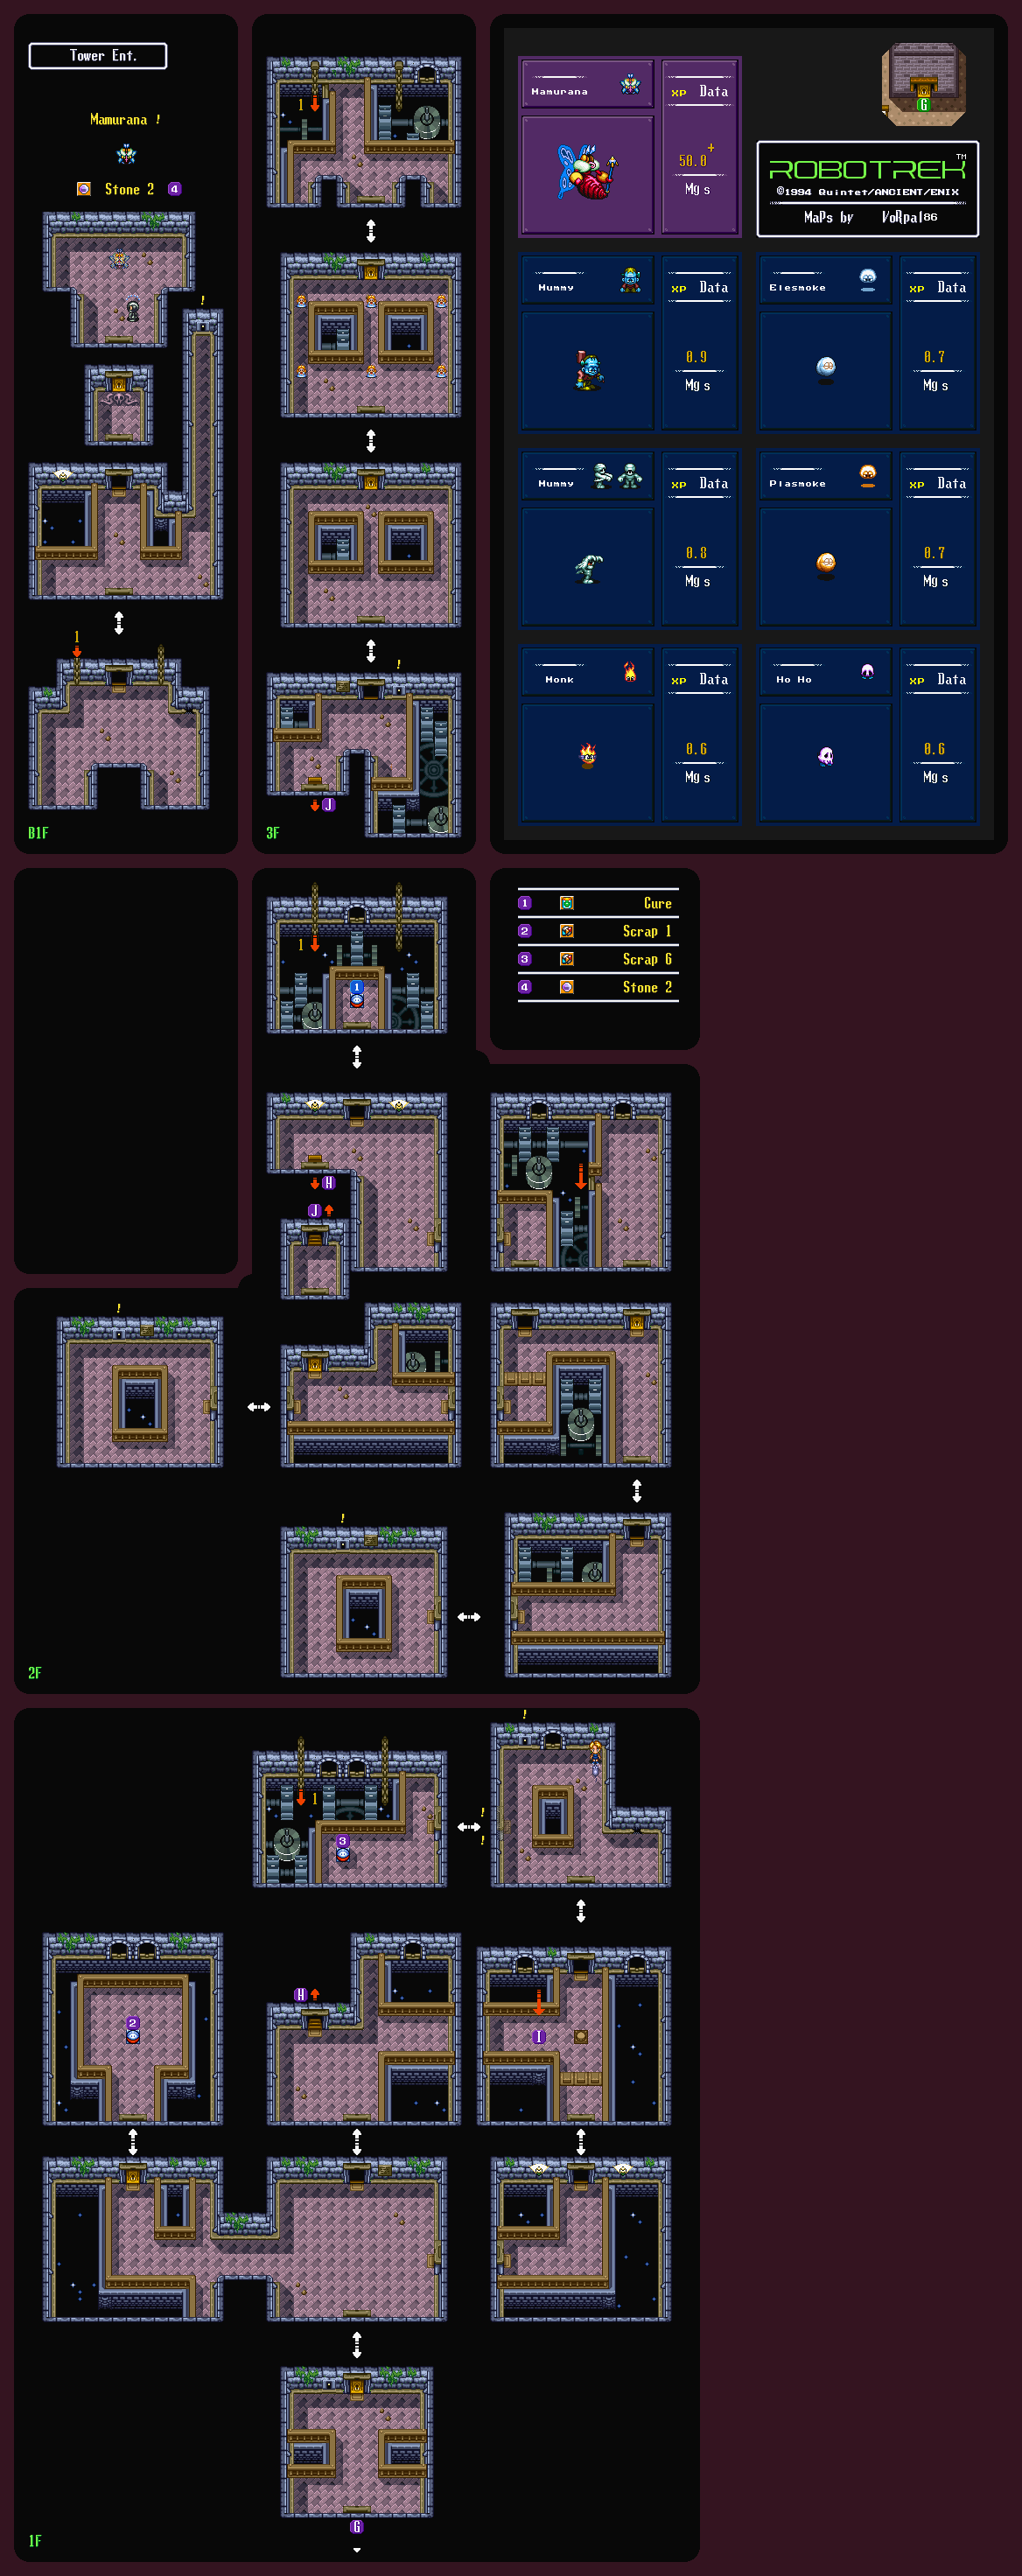 Tower Ent.
Mamurana !
Stone 2 4
!
1
B1F
1
!
J
3F
Mamurana
XP Data
50.0+
Mg s
G
ROBOTREK™
©1994 Quintet/ANCIENT/ENIX
MaPs by VoRpal86
Mummy
XP Data
0.9
Mg s
Elesmoke
XP Data
0.7
Mg s
Mummy
XP Data
0.8
Mg s
Plasmoke
XP Data
0.7
Mg s
Monk
XP Data
0.6
Mg s
Ho Ho
XP Data
0.6
Mg s
1 Cure
2 Scrap 1
3 Scrap 6
4 Stone 2
1
1
H
J
!
!
2F
!
1
3
!
!
H
2
I
G
1F